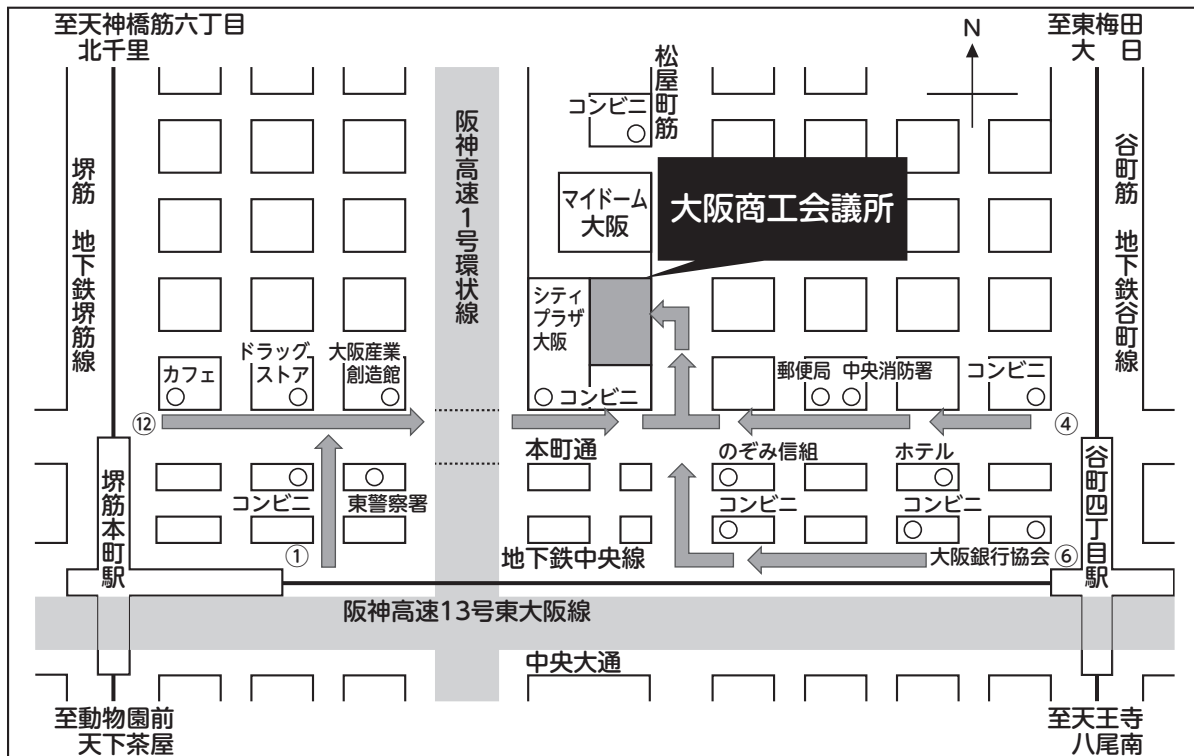 至天神橋筋六丁目
北千里
至東梅田
大日
N
松屋町筋
コンビニ
阪神高速1号環状線
堺筋 地下鉄堺筋線
谷町筋 地下鉄谷町線
マイドーム
大阪
大阪商工会議所
シティ
プラザ
大阪
ドラッグ
ストア
大阪産業
創造館
カフェ
コンビニ
郵便局
中央消防署
コンビニ
⑫
④
本町通
のぞみ信組
ホテル
コンビニ
東警察署
コンビニ
コンビニ
堺筋本町駅
谷町四丁目駅
①
地下鉄中央線
大阪銀行協会
⑥
阪神高速13号東大阪線
中央大通
至動物園前
天下茶屋
至天王寺
八尾南